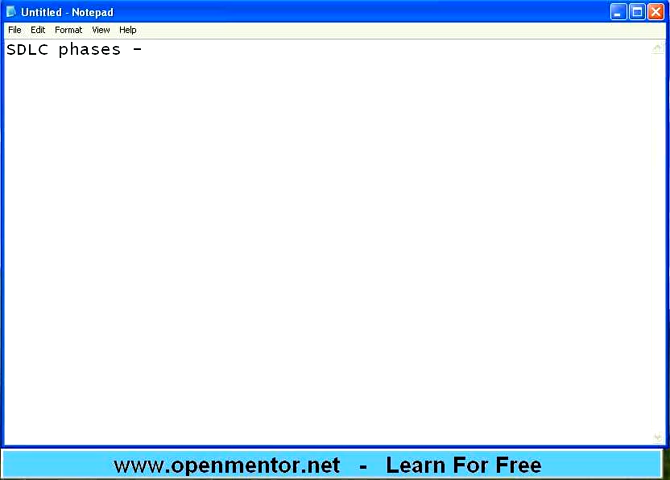 Untitled - Notepad
File Edit Format View Help
SDLC phases -
www.openmentor.net - Learn For Free